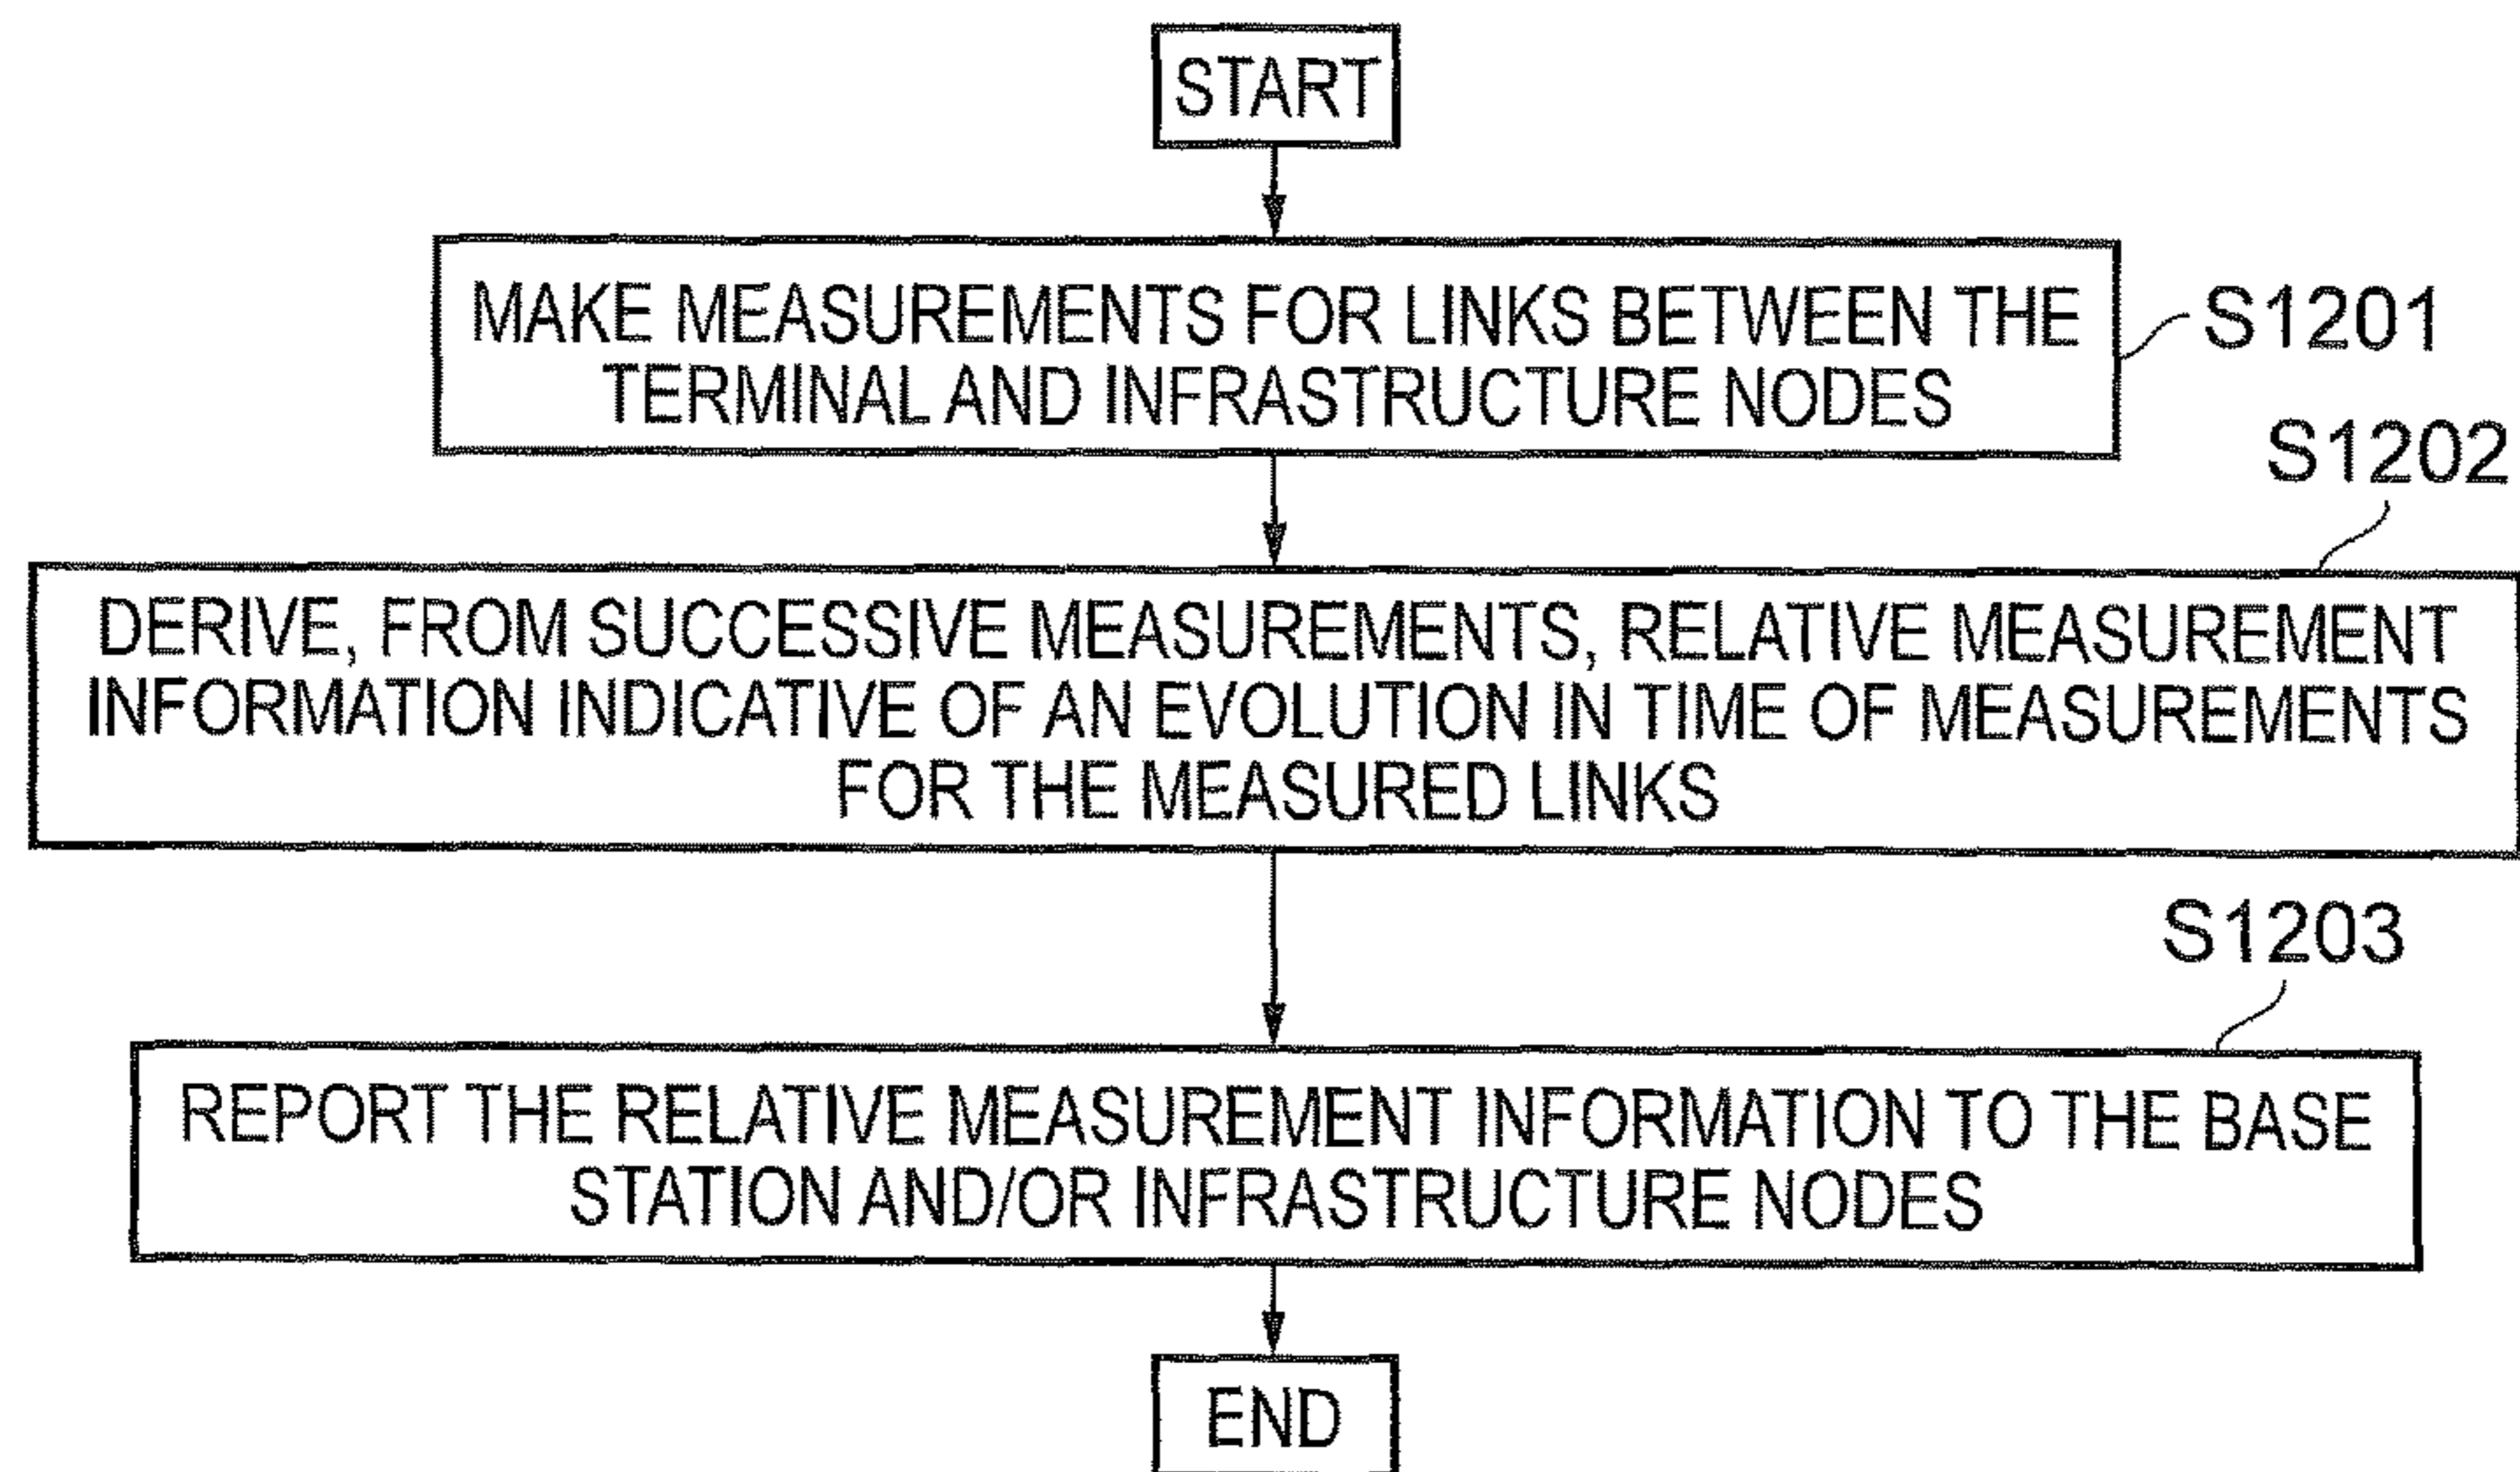 START
MAKE MEASUREMENTS FOR LINKS BETWEEN THE
TERMINAL AND INFRASTRUCTURE NODES
S1201
S1202
DERIVE, FROM SUCCESSIVE MEASUREMENTS, RELATIVE MEASUREMENT
INFORMATION INDICATIVE OF AN EVOLUTION IN TIME OF MEASUREMENTS
FOR THE MEASURED LINKS
S1203
REPORT THE RELATIVE MEASUREMENT INFORMATION TO THE BASE
STATION AND/OR INFRASTRUCTURE NODES
END